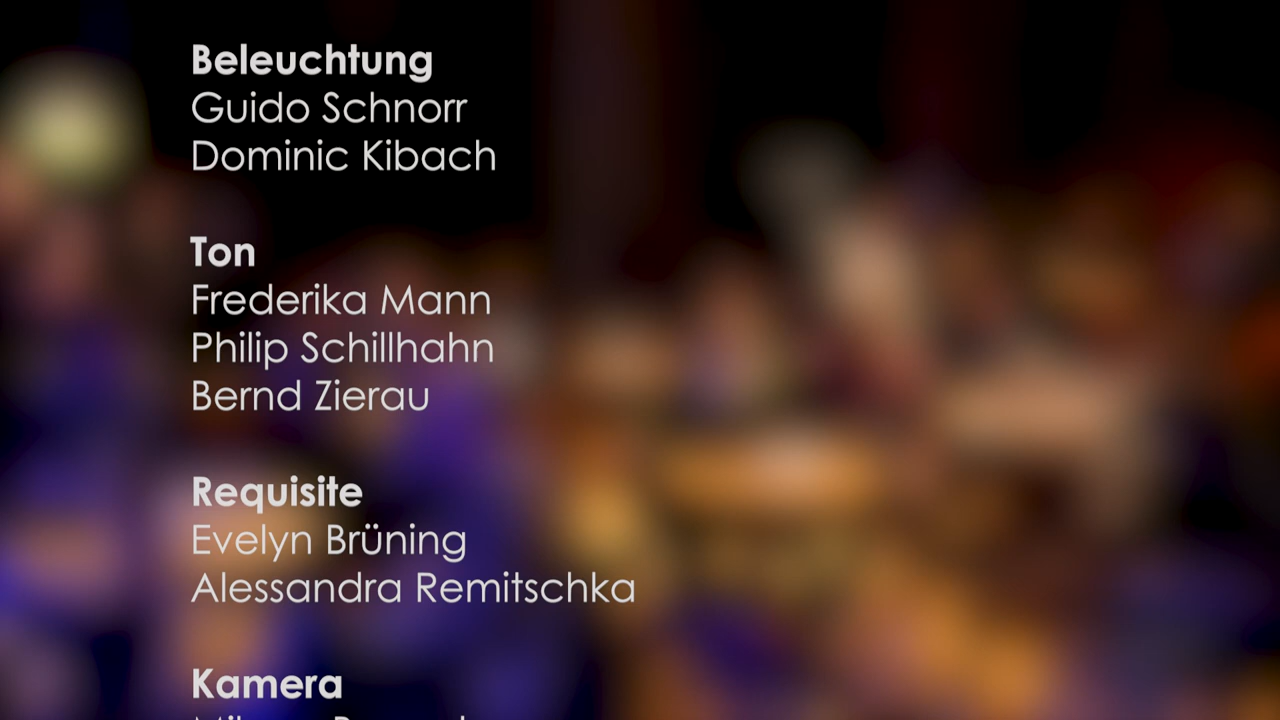 Beleuchtung
Guido Schnorr
Dominic Kibach
Ton
Frederika Mann
Philip Schillhahn
Bernd Zierau
Requisite
Evelyn Brüning
Alessandra Remitschka
Kamera